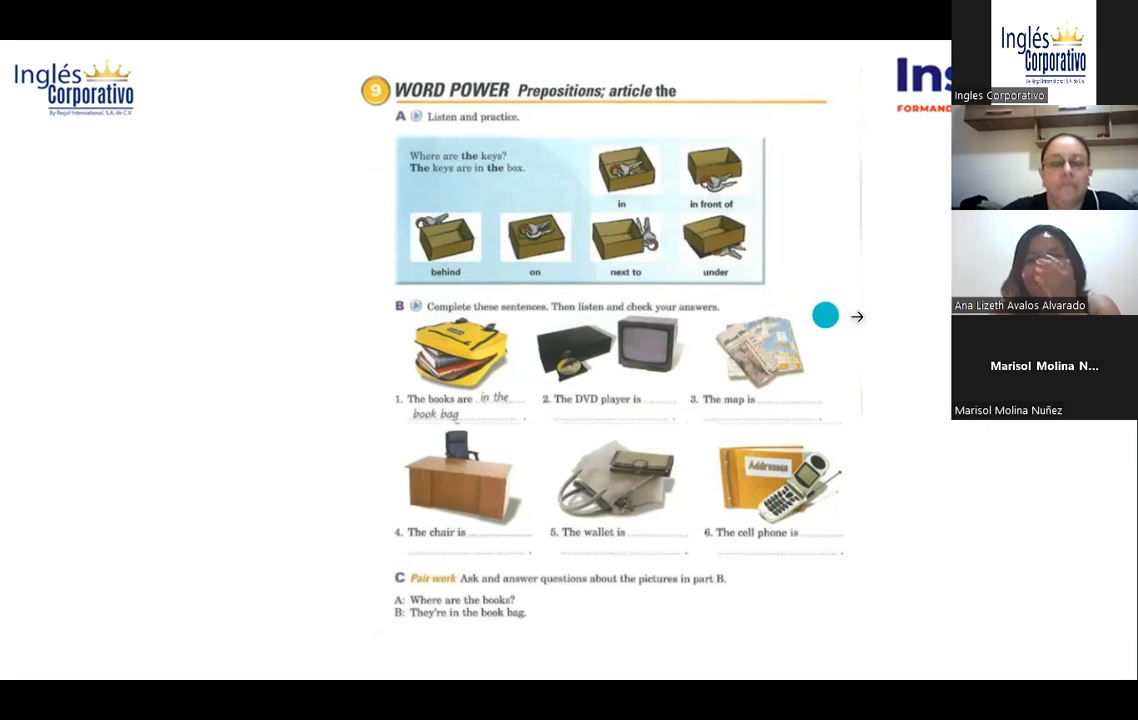 Inglés
Corporativo
By Regal International, S.A. de C.V.
9 WORD POWER Prepositions; article the
A Listen and practice.
Where are the keys?
The keys are in the box.
in
in front of
behind
on
next to
under
B Complete these sentences. Then listen and check your answers.
1. The books are in the
book bag.
2. The DVD player is
3. The map is
Addresses
4. The chair is
5. The wallet is
6. The cell phone is
C Pair work Ask and answer questions about the pictures in part B.
A: Where are the books?
B: They're in the book bag.
In
FORMAND
Inglés
Corporativo
Ingles Corporativo
Ana Lizeth Avalos Alvarado
Marisol Molina N...
Marisol Molina Nuñez